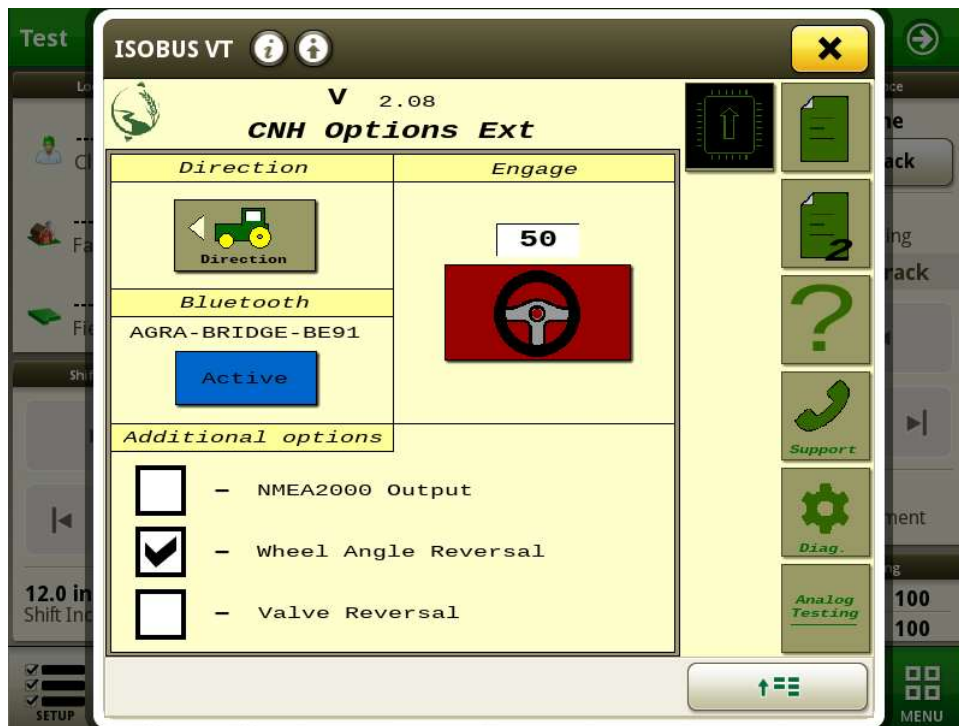 Test
ISOBUS VT
V 2.08
CNH Options Ext
Direction
Engage
50
Direction
Bluetooth
AGRA-BRIDGE-BE91
Active
Additional options
- NMEA2000 Output
- Wheel Angle Reversal
- Valve Reversal
2
?
Support
Diag.
Analog
Testing
12.0 in
100
100
SETUP
MENU